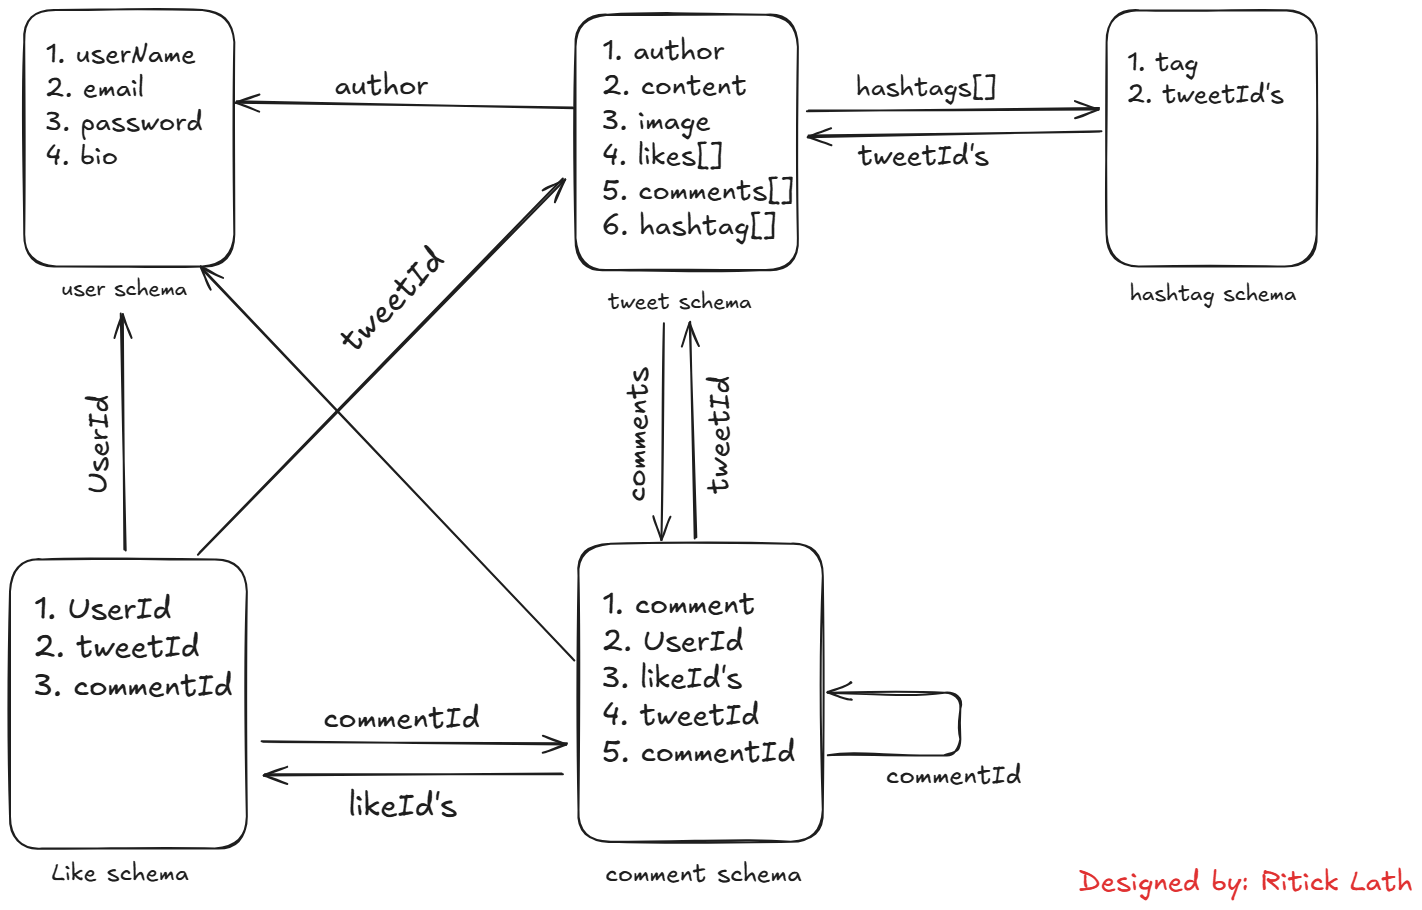 1. userName
2. email
3. password
4. bio
user schema
author
1. author
2. content
3. image
4. likes[]
5. comments[]
6. hashtag[]
tweet schema
hashtags[]
tweetId's
1. tag
2. tweetId's
hashtag schema
UserId
tweetId
comments
tweetId
1. UserId
2. tweetId
3. commentId
Like schema
commentId
likeId's
1. comment
2. UserId
3. likeId's
4. tweetId
5. commentId
comment schema
commentId
Designed by: Ritick Lath